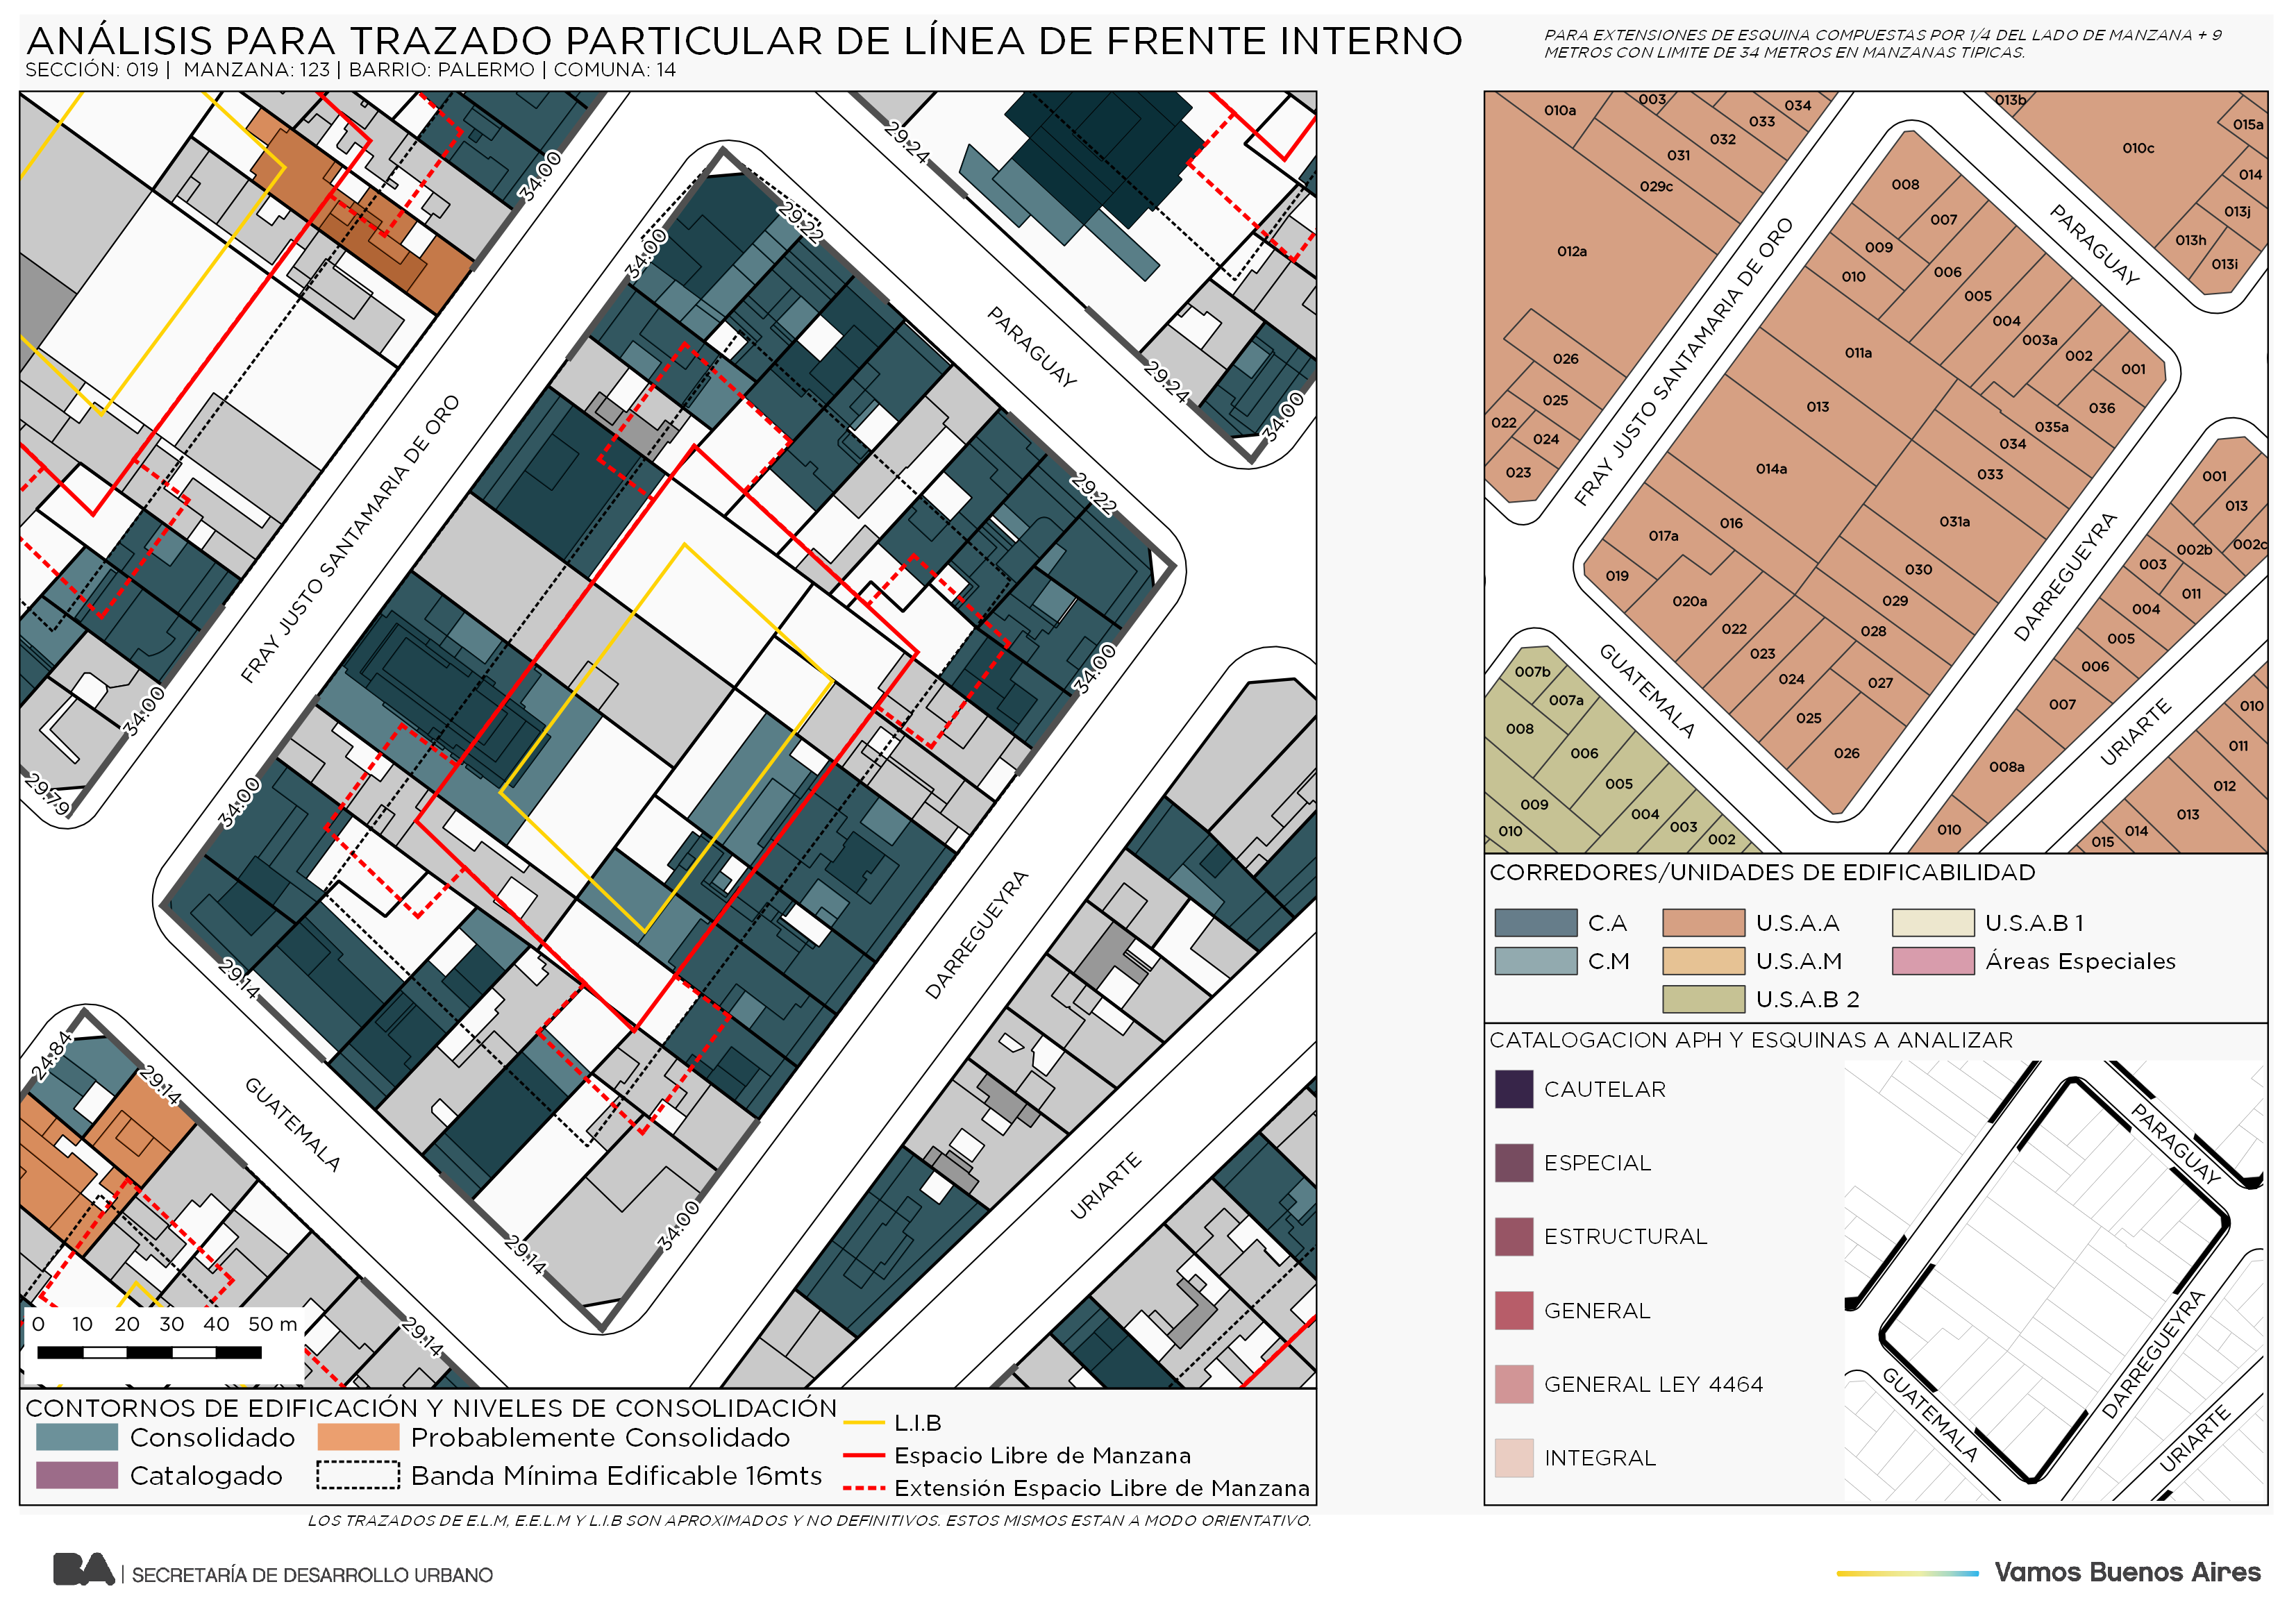 ANÁLISIS PARA TRAZADO PARTICULAR DE LÍNEA DE FRENTE INTERNO
SECCIÓN: 019 | MANZANA: 123 | BARRIO: PALERMO | COMUNA: 14
PARA EXTENSIONES DE ESQUINA COMPUESTAS POR 1/4 DEL LADO DE MANZANA + 9
METROS CON LIMITE DE 34 METROS EN MANZANAS TIPICAS.
29.24
34.00
29.22
34.00
PARAGUAY
29.24
34.00
FRAY JUSTO SANTAMARIA DE ORO
29.22
34.00
34.00
29.79
34.00
DARREGUEYRA
29.14
24.84
29.14
GUATEMALA
URIARTE
34.00
29.14
29.14
0 10 20 30 40 50 m
CONTORNOS DE EDIFICACIÓN Y NIVELES DE CONSOLIDACIÓN
Consolidado
Probablemente Consolidado
Catalogado
Banda Mínima Edificable 16mts
L.I.B
Espacio Libre de Manzana
Extensión Espacio Libre de Manzana
LOS TRAZADOS DE E.L.M, E.E.L.M Y L.I.B SON APROXIMADOS Y NO DEFINITIVOS. ESTOS MISMOS ESTAN A MODO ORIENTATIVO.
010a
003
034
033
032
031
029c
012a
026
025
022
024
023
013b
015a
010c
014
013j
013h
013i
PARAGUAY
FRAY JUSTO SANTAMARIA DE ORO
008
007
009
010
006
005
004
003a
002
001
036
011a
013
035a
034
033
014a
016
031a
017a
030
019
020a
029
022
028
023
024
027
025
026
DARREGUEYRA
001
013
002b
002c
003
011
004
005
006
007
008a
010
GUATEMALA
URIARTE
007b
007a
008
006
005
009
004
010
003
002
010
011
012
013
014
015
CORREDORES/UNIDADES DE EDIFICABILIDAD
C.A
U.S.A.A
U.S.A.B 1
C.M
U.S.A.M
Áreas Especiales
U.S.A.B 2
CATALOGACION APH Y ESQUINAS A ANALIZAR
CAUTELAR
ESPECIAL
ESTRUCTURAL
GENERAL
GENERAL LEY 4464
INTEGRAL
PARAGUAY
DARREGUEYRA
GUATEMALA
URIARTE
BA | SECRETARÍA DE DESARROLLO URBANO
Vamos Buenos Aires